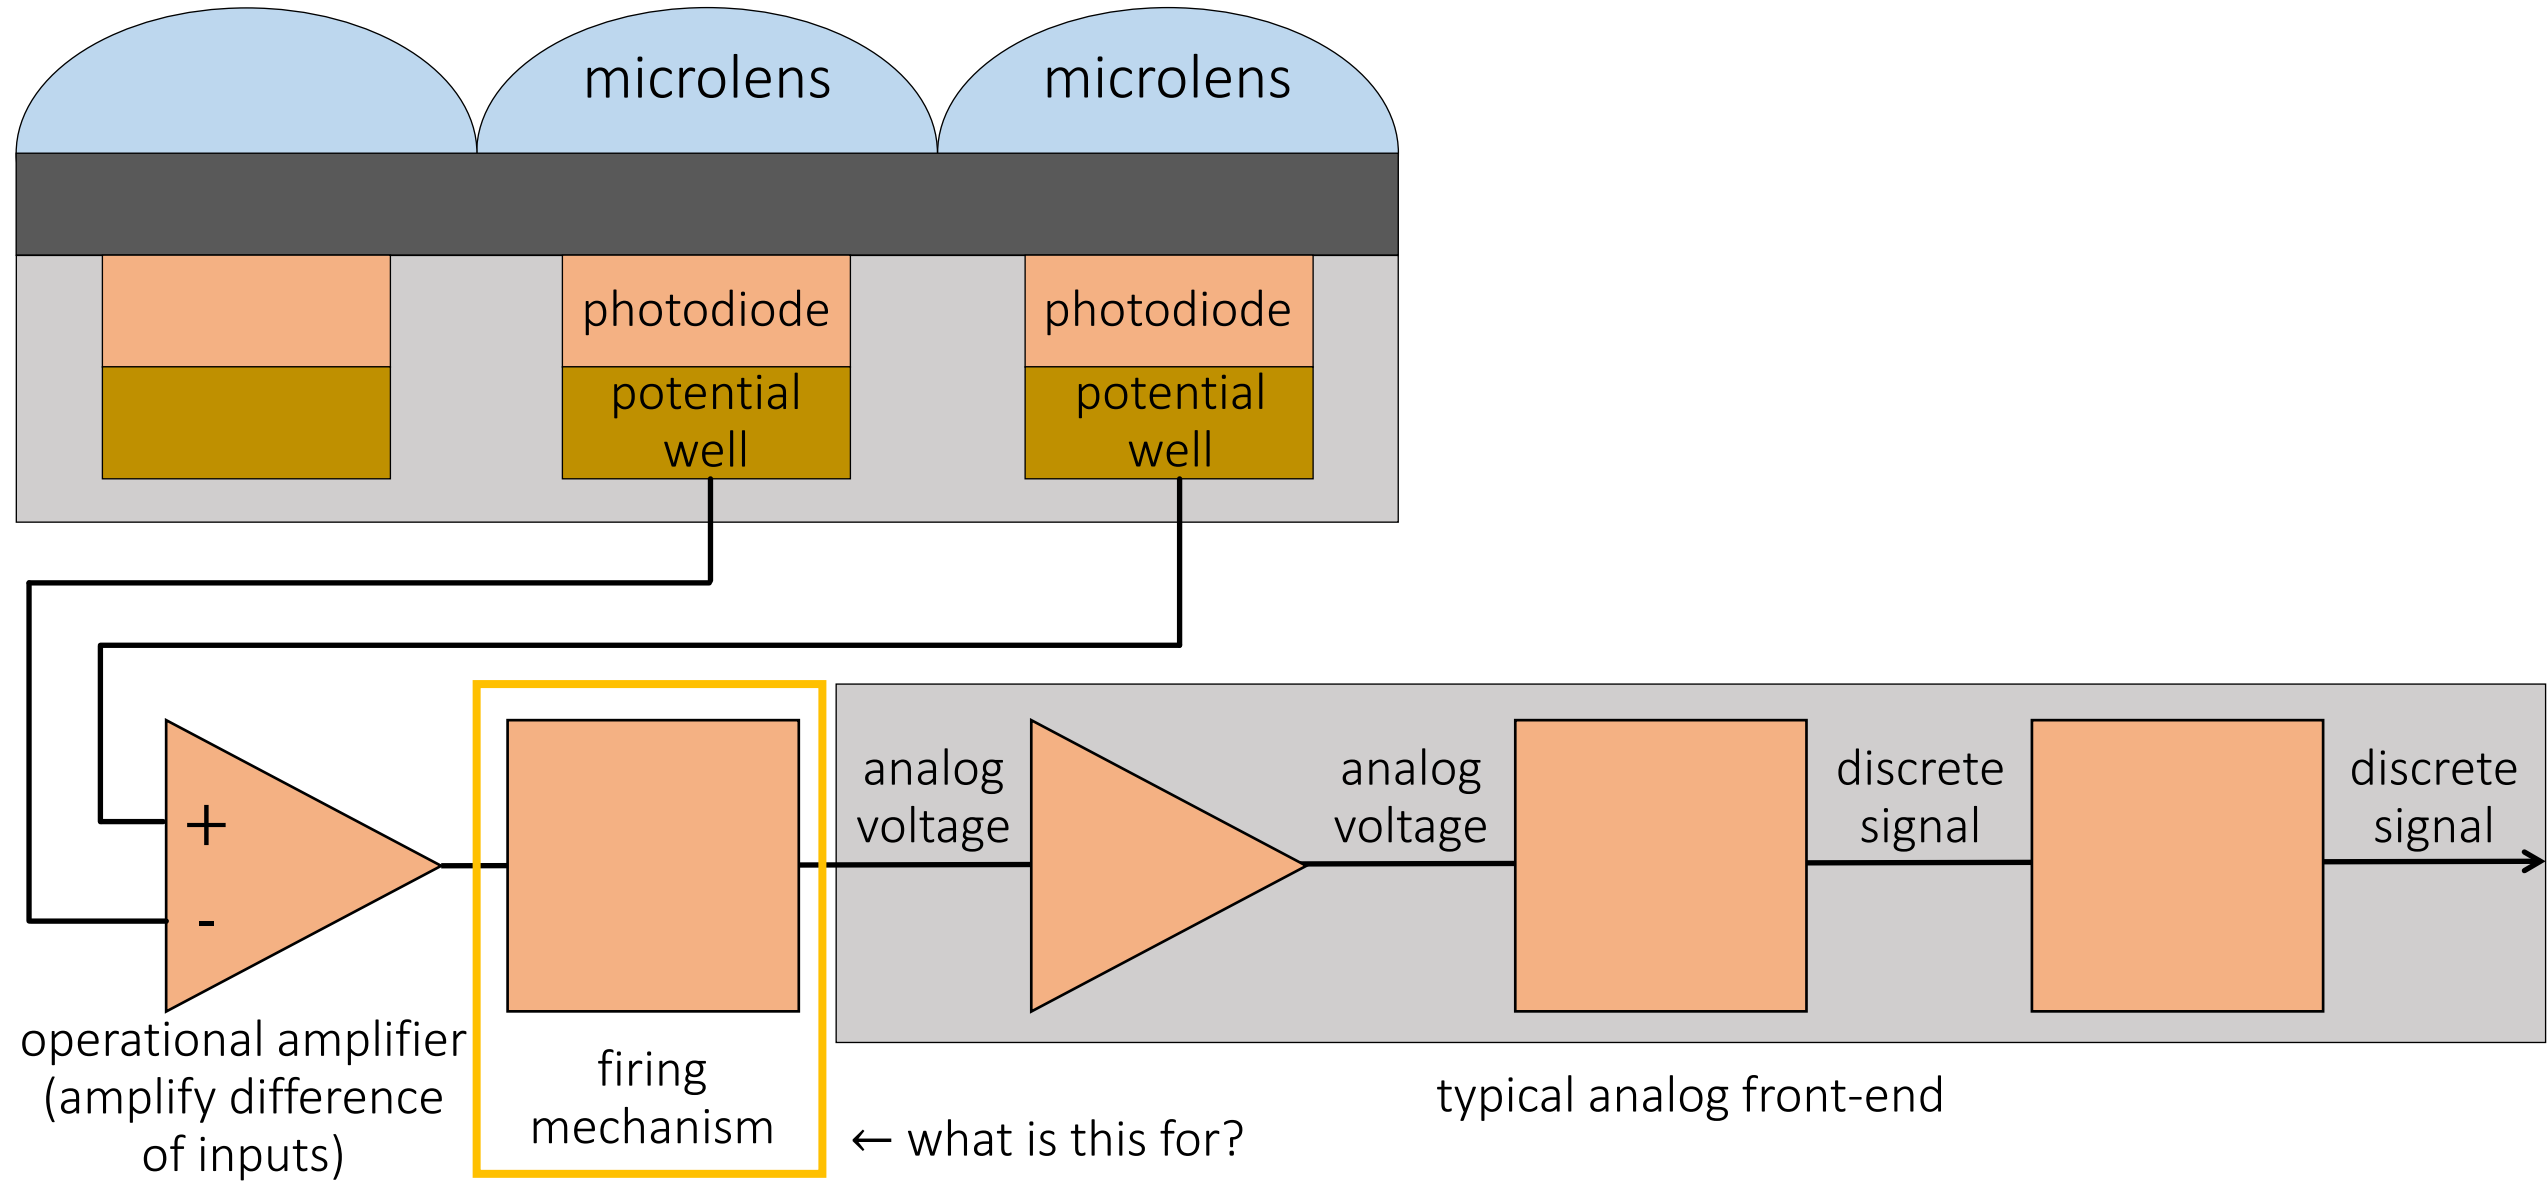 microlens
microlens
photodiode
photodiode
potential
well
potential
well
+
-
analog
voltage
analog
voltage
discrete
signal
discrete
signal
operational amplifier
(amplify difference
of inputs)
firing
mechanism
← what is this for?
typical analog front-end